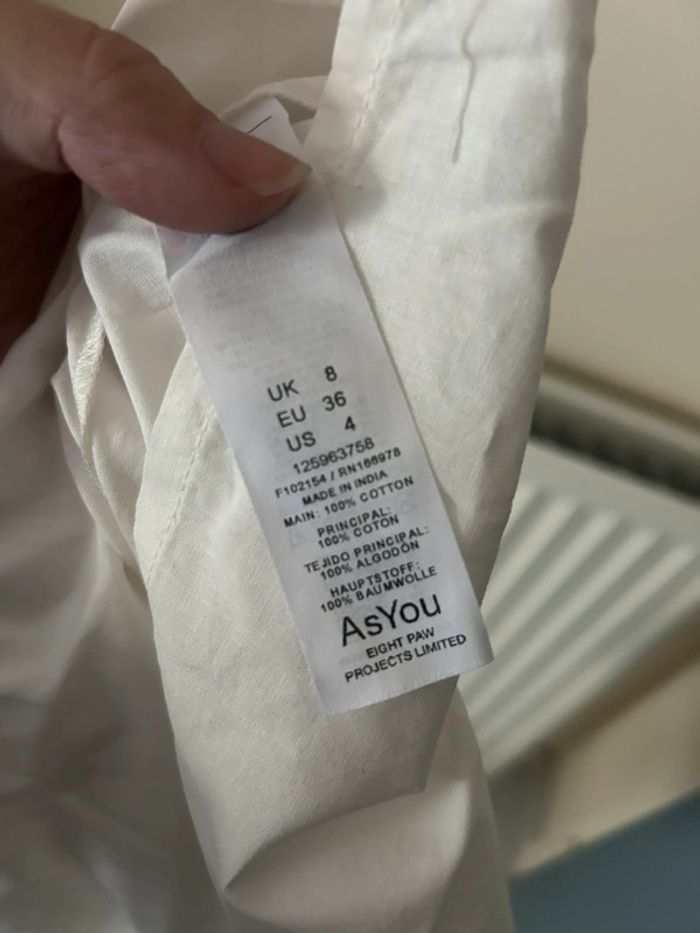 UK 8
EU 36
US 4
125963758
F102154 / RN166978
MADE IN INDIA
MAIN: 100% COTTON
PRINCIPAL:
100% COTON
TEJIDO PRINCIPAL:
100% ALGODÓN
HAUPTSTOFF:
100% BAUMWOLLE
AsYou
EIGHT PAW
PROJECTS LIMITED